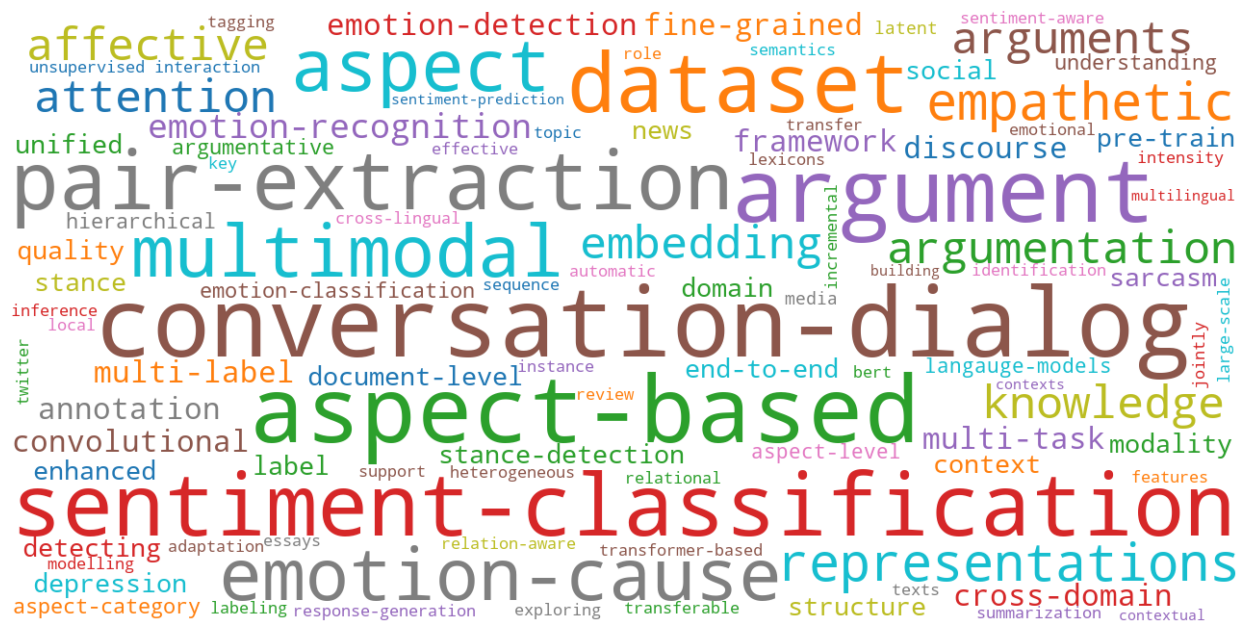 tagging
emotion-detection
fine-grained
latent
sentiment-aware
affective
aspect
role
semantics
arguments
unsupervised
interaction
dataset
social
understanding
attention
sentiment-prediction
empathetic
emotion-recognition
topic
news
transfer
emotional
pre-train
unified
argumentative
key
effective
framework
lexicons
discourse
intensity
pair-extraction
argument
multilingual
hierarchical
cross-lingual
incremental
quality
multimodal
embedding
argumentation
automatic
building
identification
sarcasm
stance
emotion-classification
sequence
domain
media
large-scale
inference
local
conversation-dialog
jointly
twitter
multi-label
document-level
instance
end-to-end
bert
langauge-models
contexts
annotation
aspect-based
review
knowledge
convolutional
stance-detection
aspect-level
multi-task
modality
enhanced
label
support
heterogeneous
relational
context
features
sentiment-classification
detecting
adaptation
essays
relation-aware
transformer-based
representations
modelling
depression
emotion-cause
texts
cross-domain
aspect-category
labeling
response-generation
exploring
transferable
structure
summarization
contextual